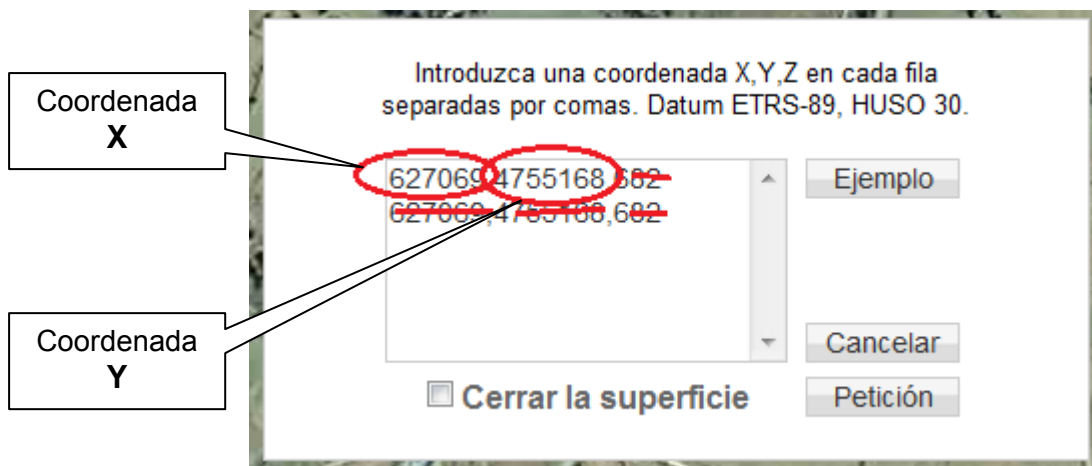 Coordenada
X
Coordenada
Y
Introduzca una coordenada X,Y,Z en cada fila
separadas por comas. Datum ETRS-89, HUSO 30.
627069,4755168,682
627069,4755168,682
Ejemplo
Cancelar
Cerrar la superficie
Petición